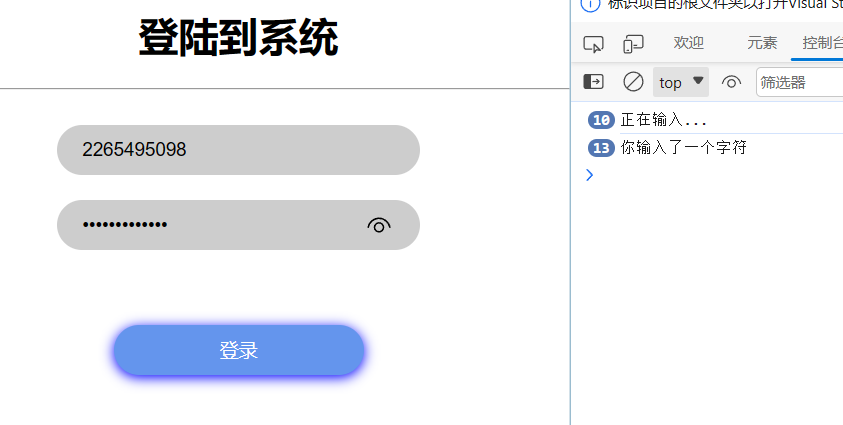 登陆到系统
2265495098
•••••••••••••
登录
标识项目的根文件夹以打开Visual St
欢迎 元素 控制台
top 筛选器
10 正在输入...
13 你输入了一个字符